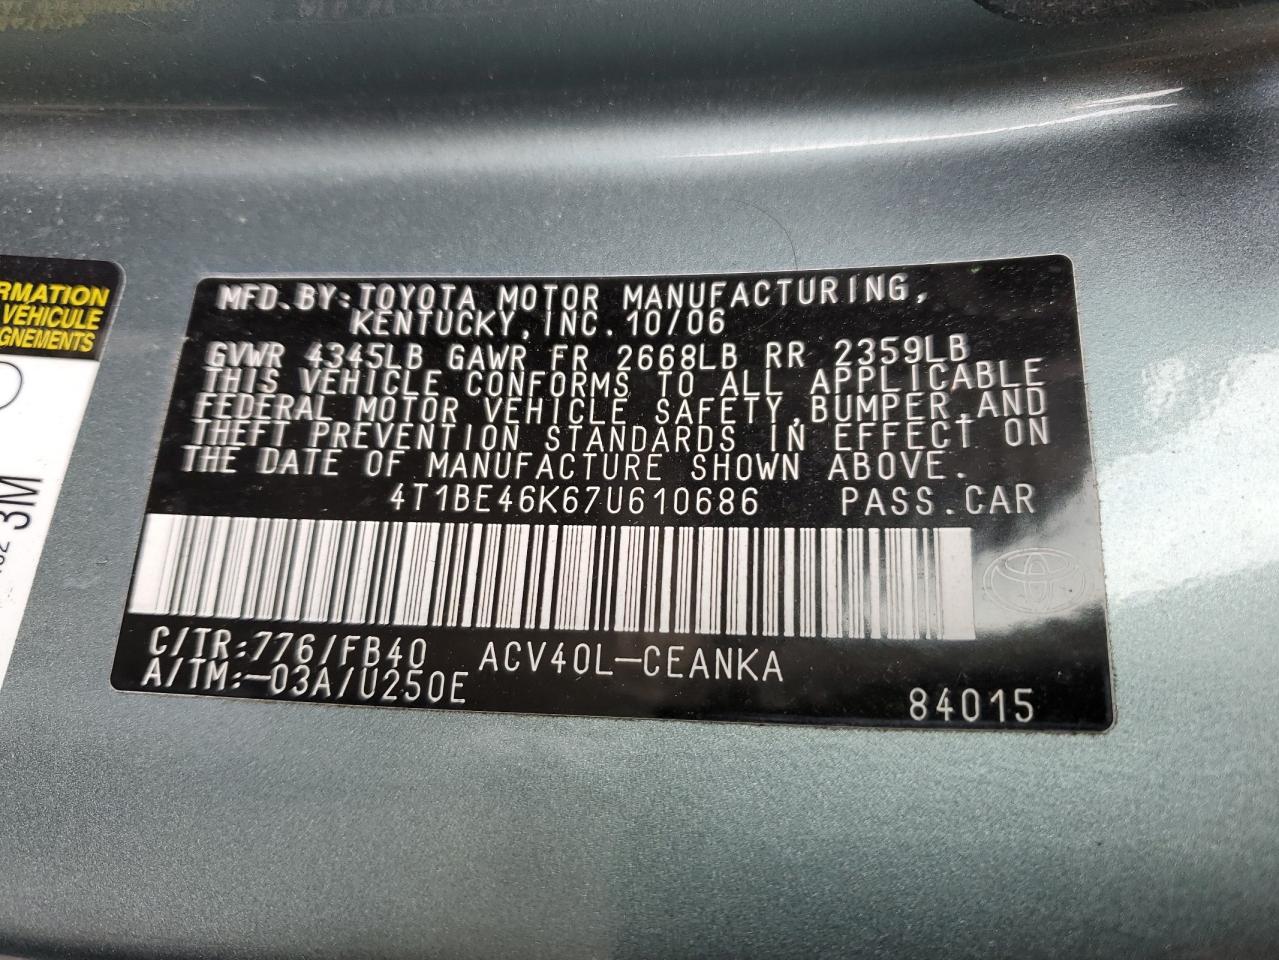 RMATION
VEHICULE
GNEMENTS
3M
MFD.BY:TOYOTA MOTOR MANUFACTURING,
KENTUCKY,INC.10/06
GVWR 4345LB GAWR FR 2668LB RR 2359LB
THIS VEHICLE CONFORMS TO ALL APPLICABLE
FEDERAL MOTOR VEHICLE SAFETY,BUMPER,AND
THEFT PREVENTION STANDARDS IN EFFECT ON
THE DATE OF MANUFACTURE SHOWN ABOVE.
4T1BE46K67U610686 PASS.CAR
C/TR:776/FB40 ACV40L-CEANKA
A/TM:-03A/U250E
84015